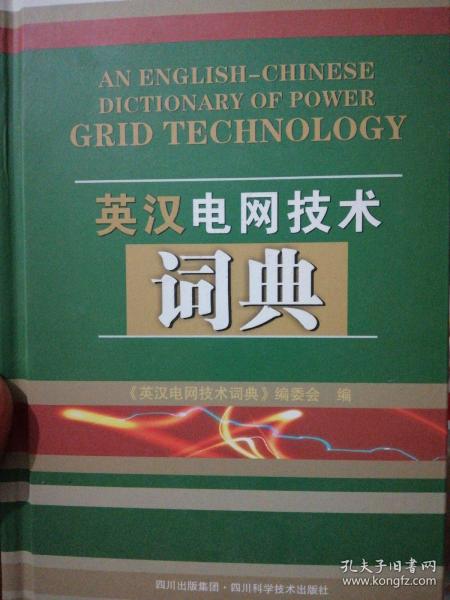 AN ENGLISH-CHINESE
DICTIONARY OF POWER
GRID TECHNOLOGY
英汉电网技术
词典
《英汉电网技术词典》编委会 编
四川出版集团·四川科学技术出版社
孔夫子旧书网
www.kongfz.com